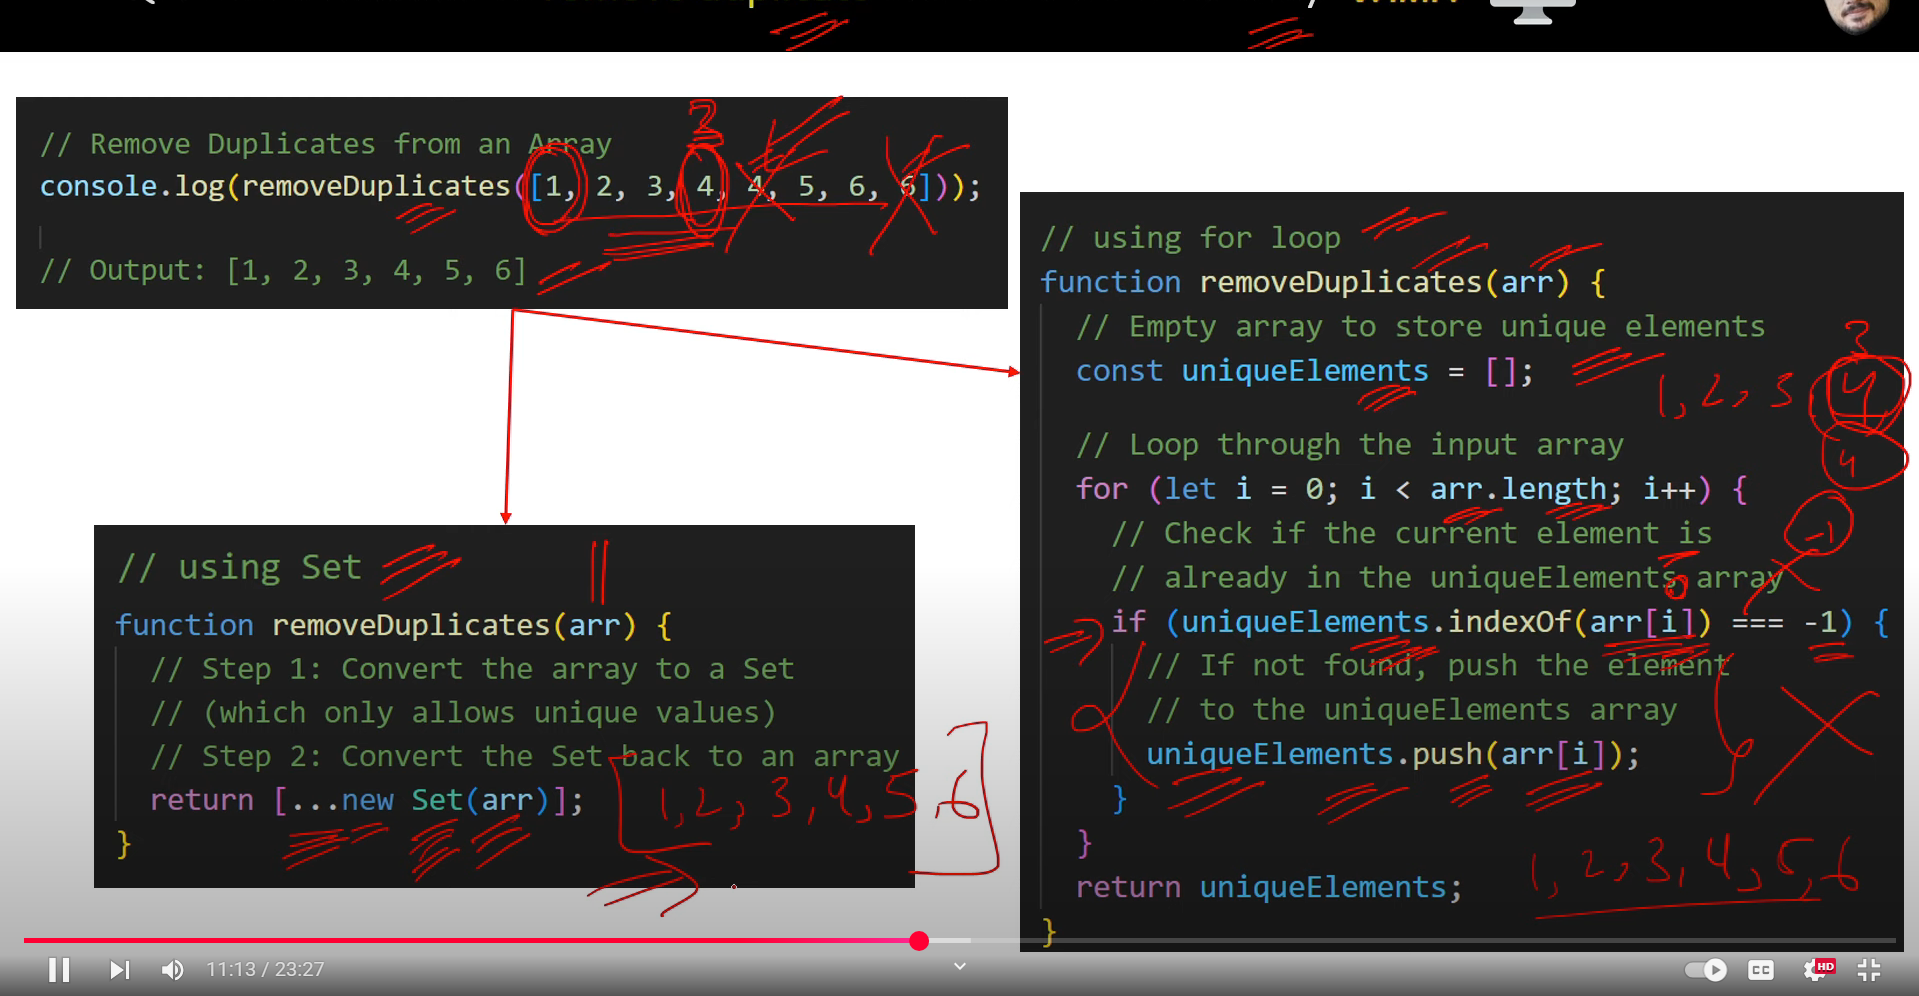 // Remove Duplicates from an Array
console.log(removeDuplicates([1, 2, 3, 4, 4, 5, 6, 6]));
// Output: [1, 2, 3, 4, 5, 6]
3
// using Set
function removeDuplicates(arr) {
// Step 1: Convert the array to a Set
// (which only allows unique values)
// Step 2: Convert the Set back to an array
return [...new Set(arr)];
}
[1,2,3,4,5,6]
// using for loop
function removeDuplicates(arr) {
// Empty array to store unique elements
const uniqueElements = [];
3
1,2,3,4
4
// Loop through the input array
for (let i = 0; i < arr.length; i++) {
// Check if the current element is
-1
// already in the uniqueElements array
if (uniqueElements.indexOf(arr[i]) === -1) {
// If not found, push the element
// to the uniqueElements array
uniqueElements.push(arr[i]);
}
}
return uniqueElements;
1,2,3,4,5,6
}
11:13 / 23:27
CC
HD